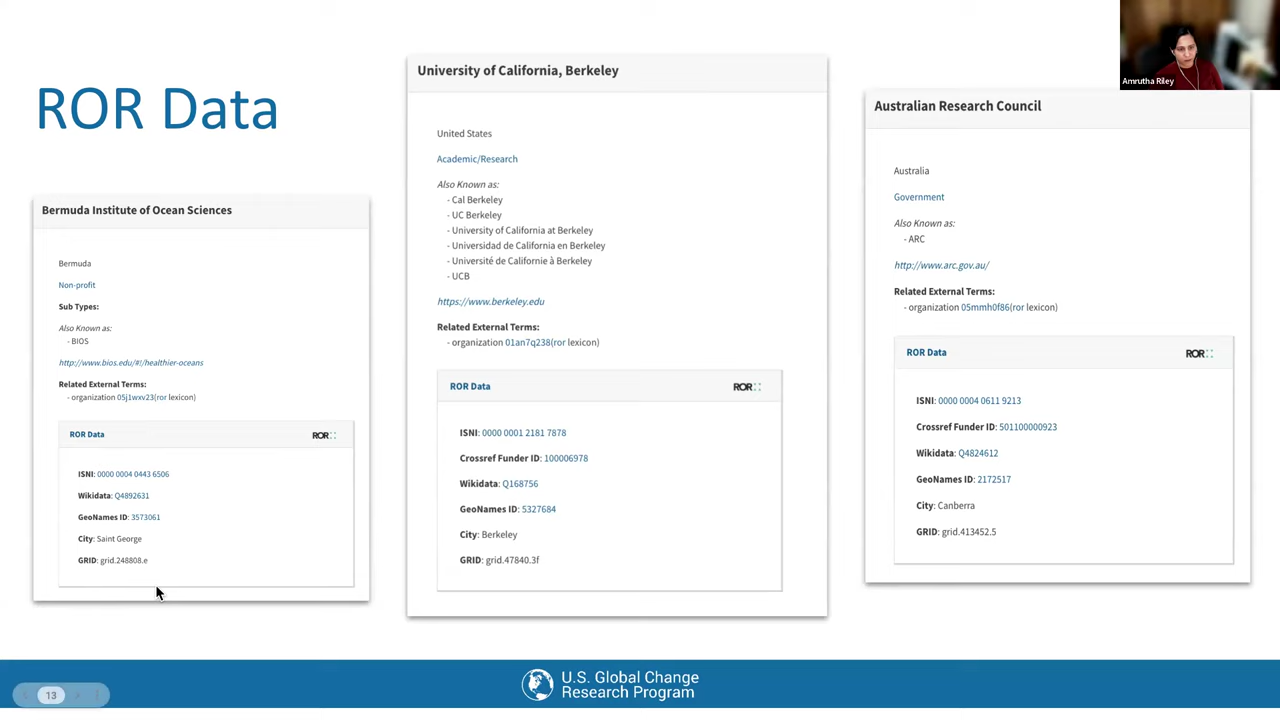 ROR Data
Bermuda Institute of Ocean Sciences
Bermuda
Non-profit
Sub Types:
Also Known as:
- BIOS
http://www.bios.edu/#!/healthier-oceans
Related External Terms:
- organization 05j1wxv23(ror lexicon)
ROR Data
ROR
ISNI: 0000 0004 0443 6506
Wikidata: Q4892631
GeoNames ID: 3573061
City: Saint George
GRID: grid.248808.e
University of California, Berkeley
United States
Academic/Research
Also Known as:
- Cal Berkeley
- UC Berkeley
- University of California at Berkeley
- Universidad de California en Berkeley
- Université de Californie à Berkeley
- UCB
https://www.berkeley.edu
Related External Terms:
- organization 01an7q238(ror lexicon)
ROR Data
ROR
ISNI: 0000 0001 2181 7878
Crossref Funder ID: 100006978
Wikidata: Q168756
GeoNames ID: 5327684
City: Berkeley
GRID: grid.47840.3f
Australian Research Council
Australia
Government
Also Known as:
- ARC
http://www.arc.gov.au/
Related External Terms:
- organization 05mmh0f86(ror lexicon)
ROR Data
ROR
ISNI: 0000 0004 0611 9213
Crossref Funder ID: 501100000923
Wikidata: Q4824612
GeoNames ID: 2172517
City: Canberra
GRID: grid.413452.5
Amrutha Riley
13
U.S. Global Change
Research Program